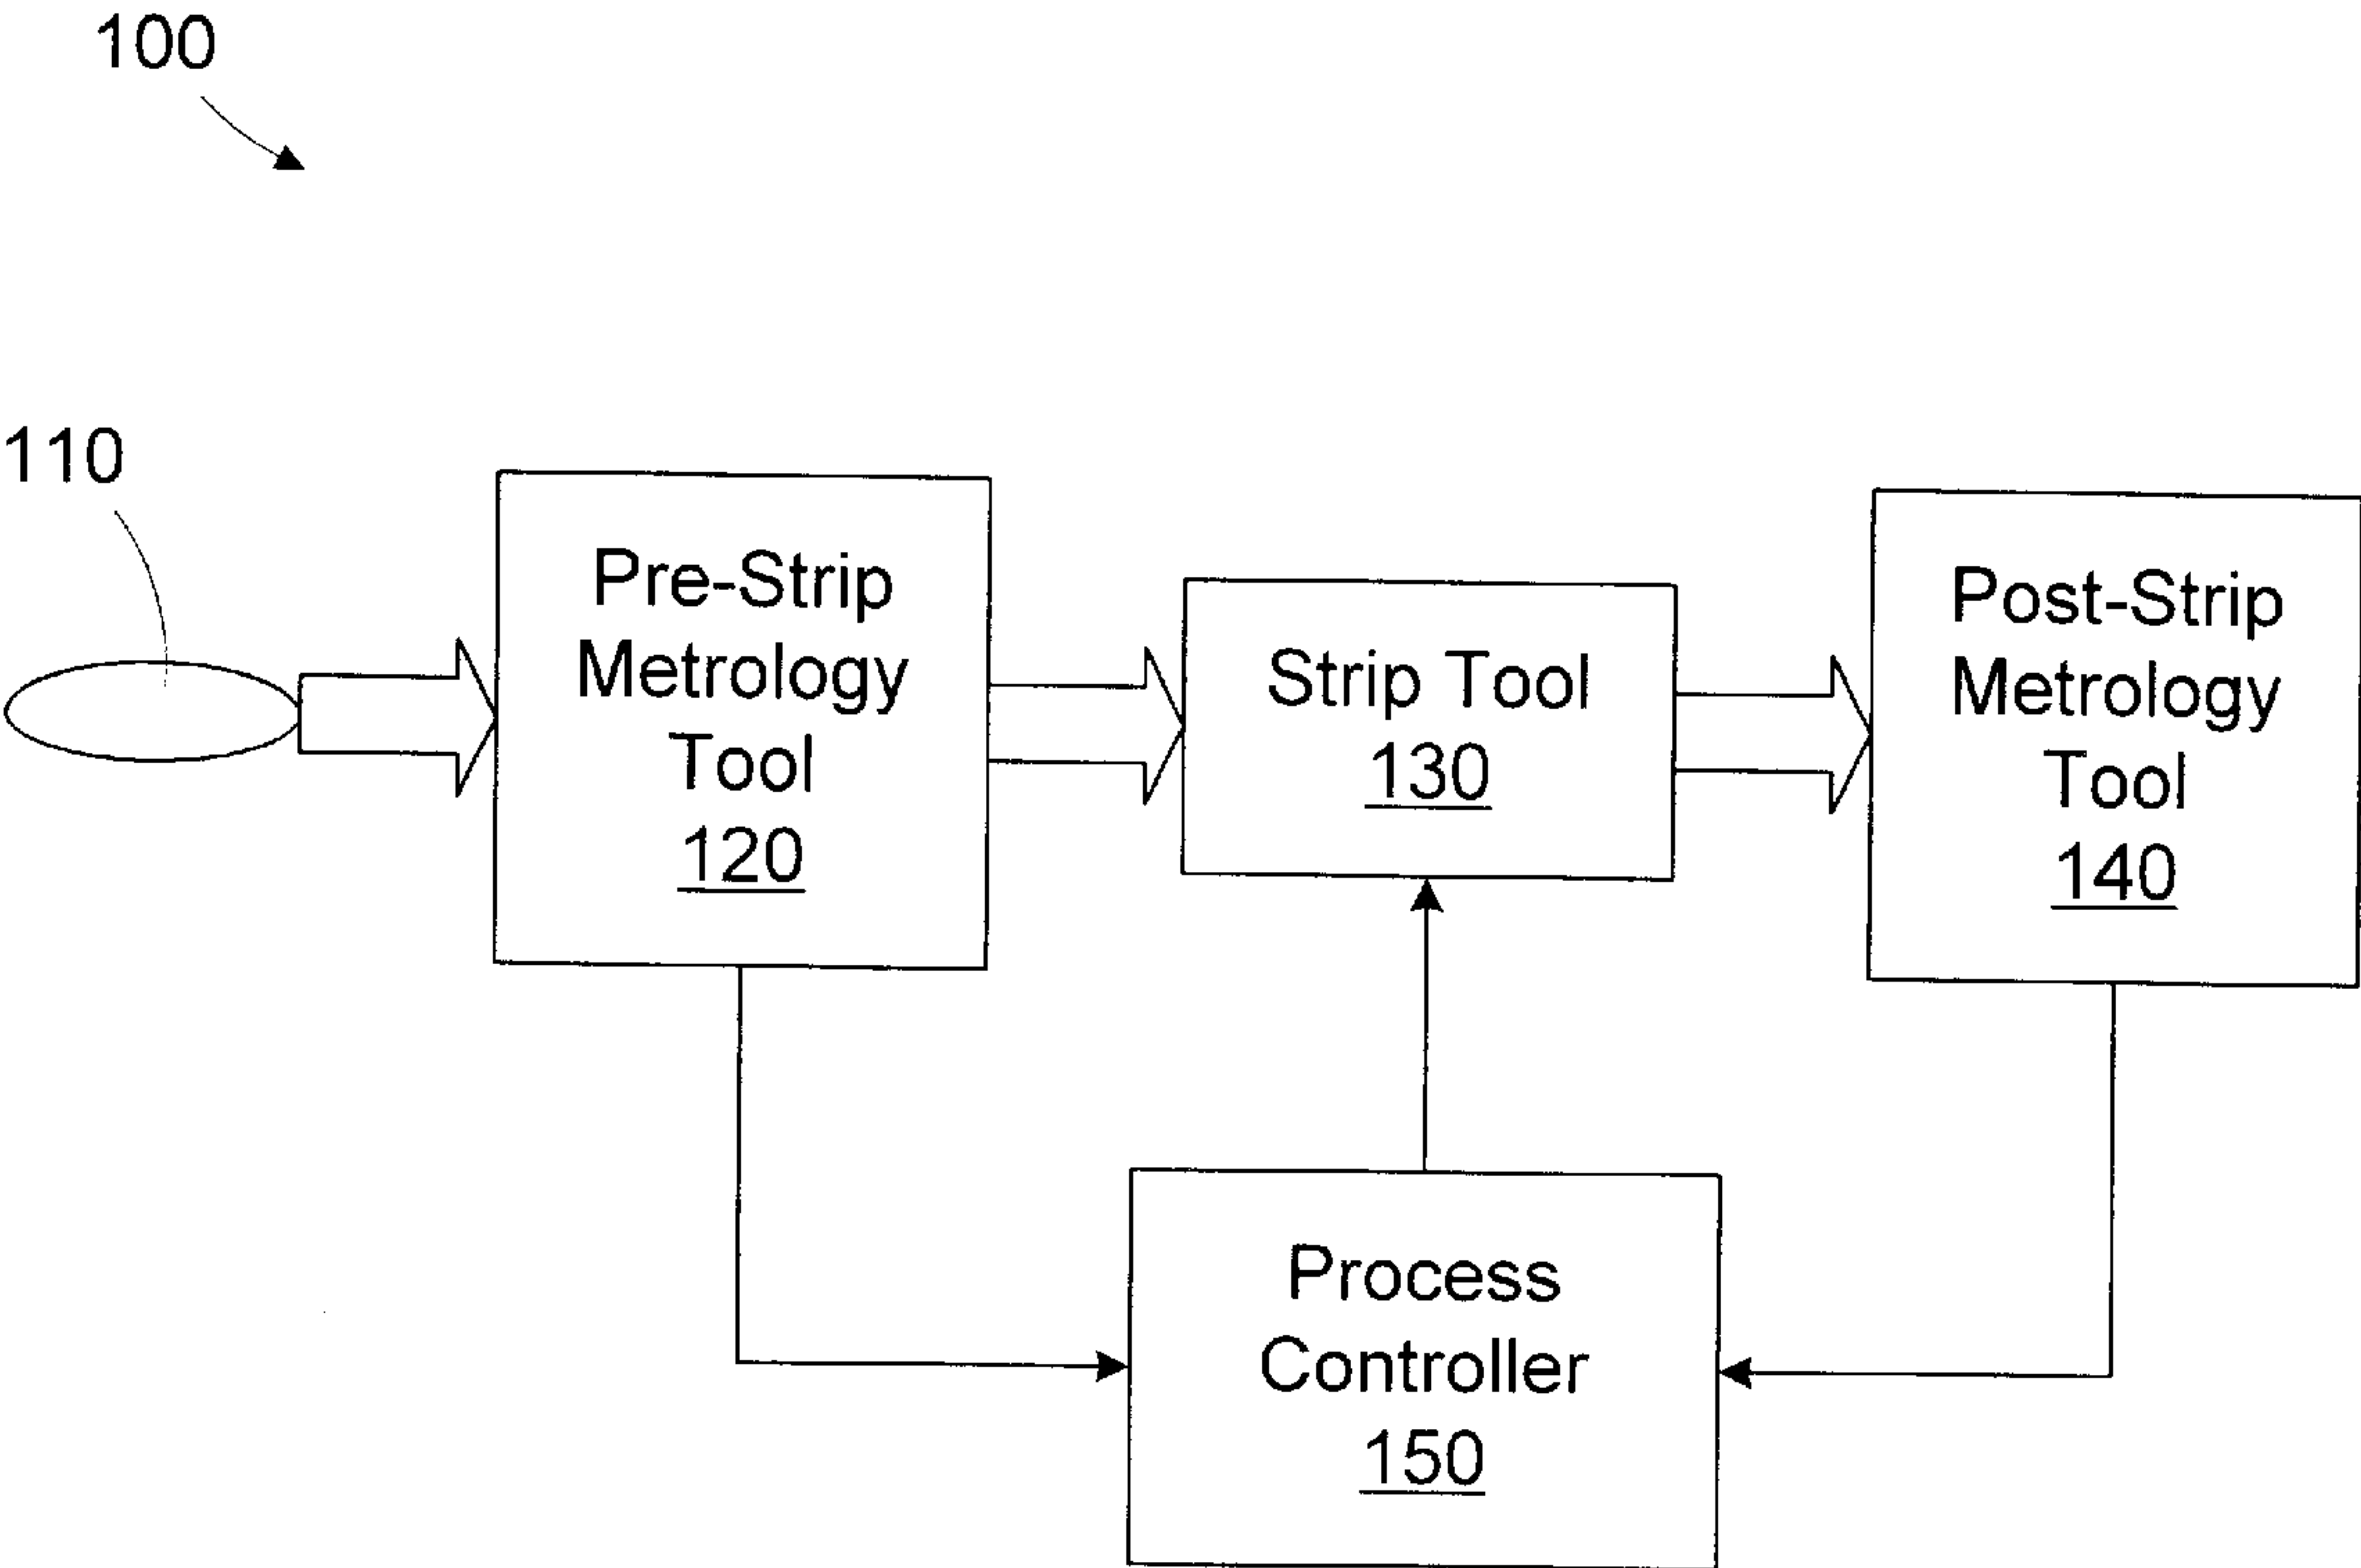 100
110
Pre-Strip
Metrology
Tool
120
Strip Tool
130
Post-Strip
Metrology
Tool
140
Process
Controller
150